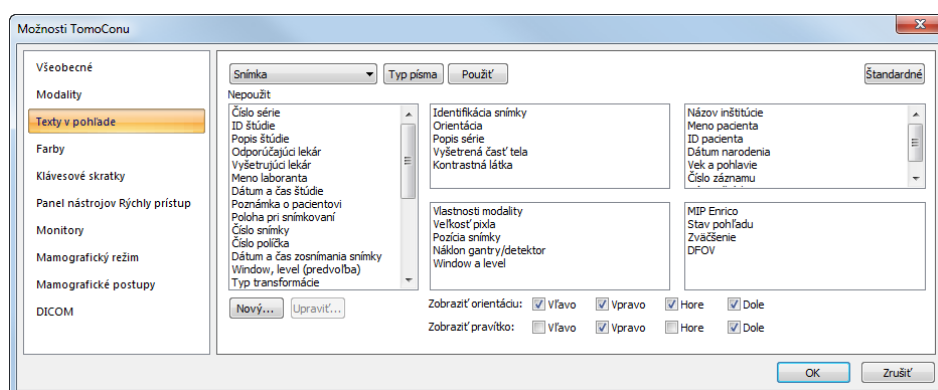 Možnosti TomoConu
Všeobecné
Modality
Texty v pohľade
Farby
Klávesové skratky
Panel nástrojov Rýchly prístup
Monitory
Mamografický režim
Mamografické postupy
DICOM
Snímka
Typ písma
Použiť
Štandardné
Nepoužit
Číslo série
ID štúdie
Popis štúdie
Odporúčajúci lekár
Vyšetrujúci lekár
Meno laboranta
Dátum a čas štúdie
Poznámka o pacientovi
Poloha pri snímkovaní
Číslo snímky
Číslo políčka
Dátum a čas zosnímania snímky
Window, level (predvoľba)
Typ transformácie
Identifikácia snímky
Orientácia
Popis série
Vyšetrená časť tela
Kontrastná látka
Názov inštitúcie
Meno pacienta
ID pacienta
Dátum narodenia
Vek a pohlavie
Číslo záznamu
Vlastnosti modality
Veľkosť pixla
Pozícia snímky
Náklon gantry/detektor
Window a level
MIP Enrico
Stav pohľadu
Zväčšenie
DFOV
Nový...
Upraviť...
Zobraziť orientáciu: Vľavo Vpravo Hore Dole
Zobraziť pravítko: Vľavo Vpravo Hore Dole
OK
Zrušiť